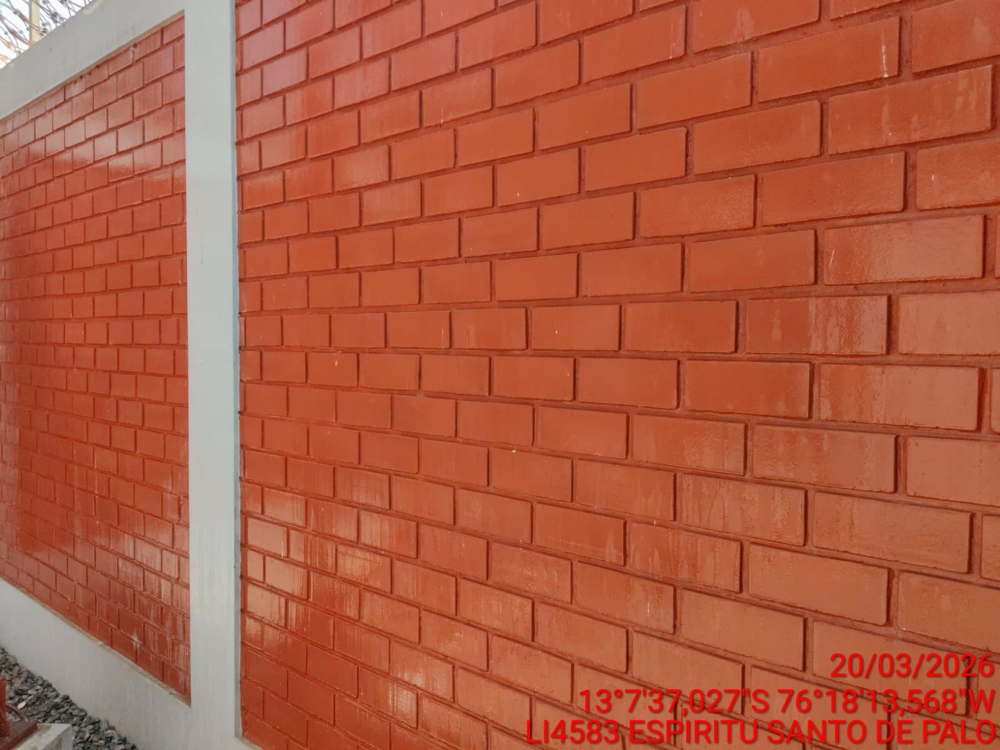 20/03/2026
13°7'37,027"S 76°18'13,568"W
LI4583 ESPIRITU SANTO DE PALO